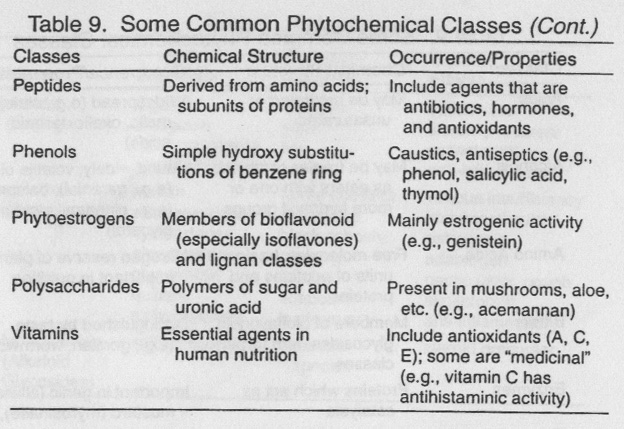 Table 9. Some Common Phytochemical Classes (Cont.)
Classes Chemical Structure Occurrence/Properties
Peptides Derived from amino acids; Include agents that are
subunits of proteins antibiotics, hormones,
and antioxidants
Phenols Simple hydoxy substitu- Caustics, antiseptics (e.g.,
tions of benzene ring phenol, salicylic acid,
thymol)
Phytoestrogens Members of bioflavonoid Mainly estrogenic activity
(especially isoflavones) (e.g., genistein)
and lignan classes
Polysaccharides Polymers of sugar and Present in mushrooms, aloe,
uronic acid etc. (e.g., acemannan)
Vitamins Essential agents in Include antioxidants (A, C,
human nutrition E); some are “medicinal”
(e.g., vitamin C has
antihistaminic activity)